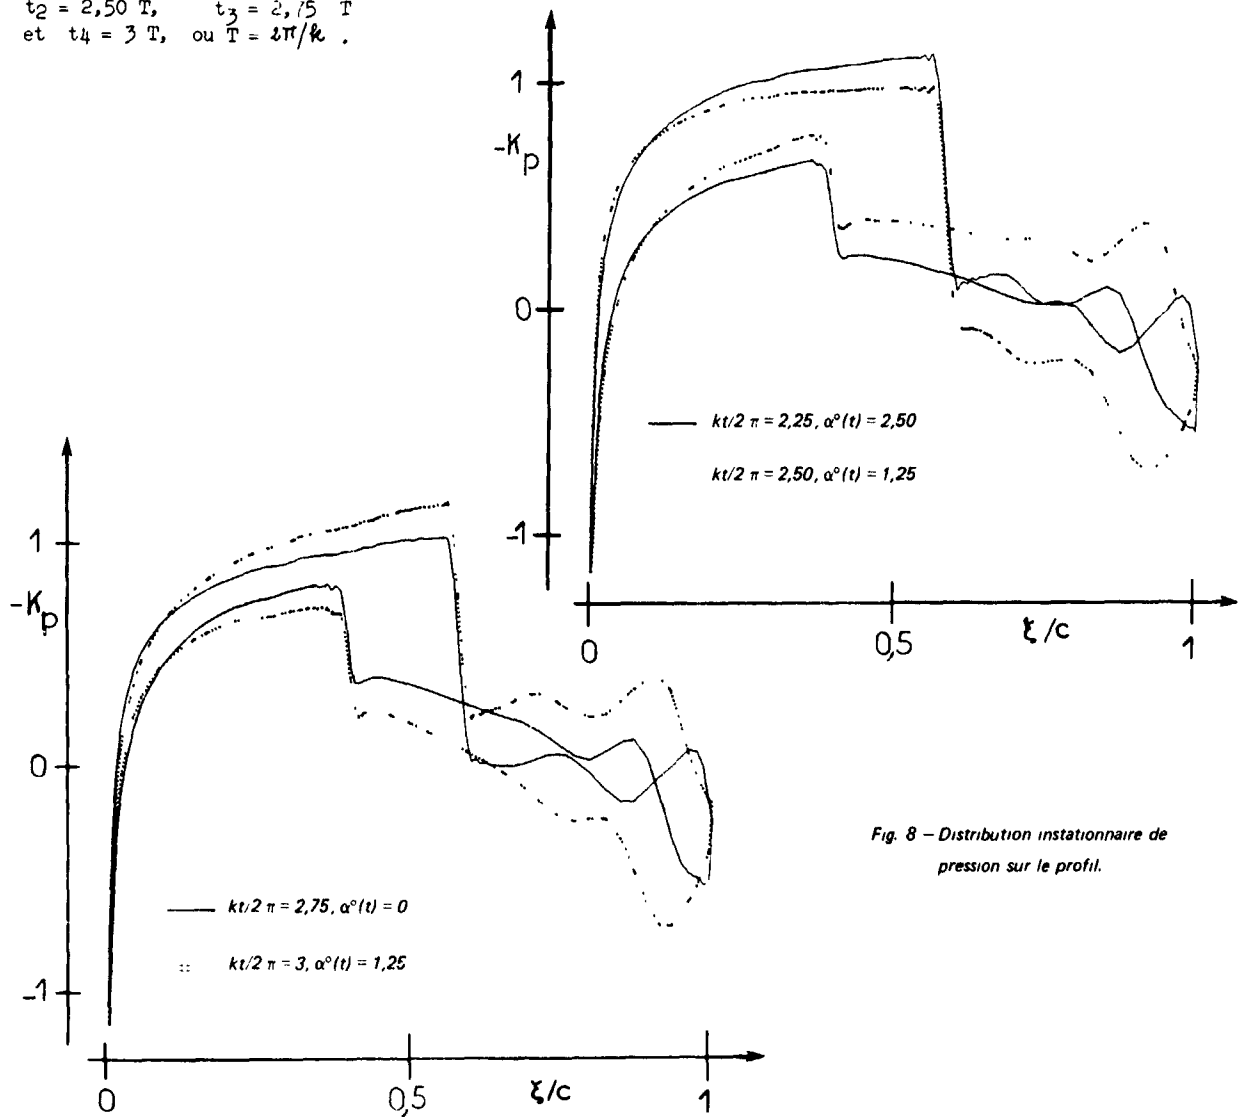 t2 = 2,50 T, t3 = 2,75 T
et t4 = 3 T, ou T = 2π/k .
1
-Kp
0
-1
kt/2 π = 2,25, α°(t) = 2,50
kt/2 π = 2,50, α°(t) = 1,25
0
0,5
ξ/c
1
1
-Kp
0
-1
kt/2 π = 2,75, α°(t) = 0
kt/2 π = 3, α°(t) = 1,25
0
0,5
ξ/c
1
Fig. 8 – Distribution instationnaire de
pression sur le profil.